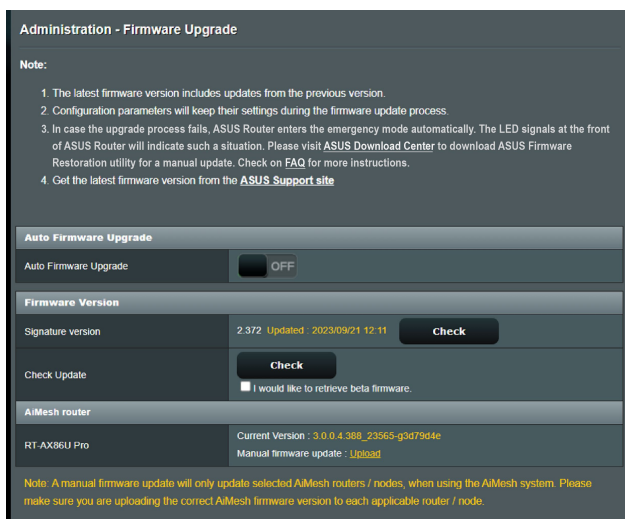 Administration - Firmware Upgrade
Note:
1. The latest firmware version includes updates from the previous version.
2. Configuration parameters will keep their settings during the firmware update process.
3. In case the upgrade process fails, ASUS Router enters the emergency mode automatically. The LED signals at the front
of ASUS Router will indicate such a situation. Please visit ASUS Download Center to download ASUS Firmware
Restoration utility for a manual update. Check on FAQ for more instructions.
4. Get the latest firmware version from the ASUS Support site
Auto Firmware Upgrade
Auto Firmware Upgrade OFF
Firmware Version
Signature version 2.372 Updated : 2023/09/21 12:11 Check
Check Update Check
I would like to retrieve beta firmware.
AiMesh router
RT-AX86U Pro Current Version : 3.0.0.4.388_23565-g3d79d4e
Manual firmware update : Upload
Note: A manual firmware update will only update selected AiMesh routers / nodes, when using the AiMesh system. Please
make sure you are uploading the correct AiMesh firmware version to each applicable router / node.